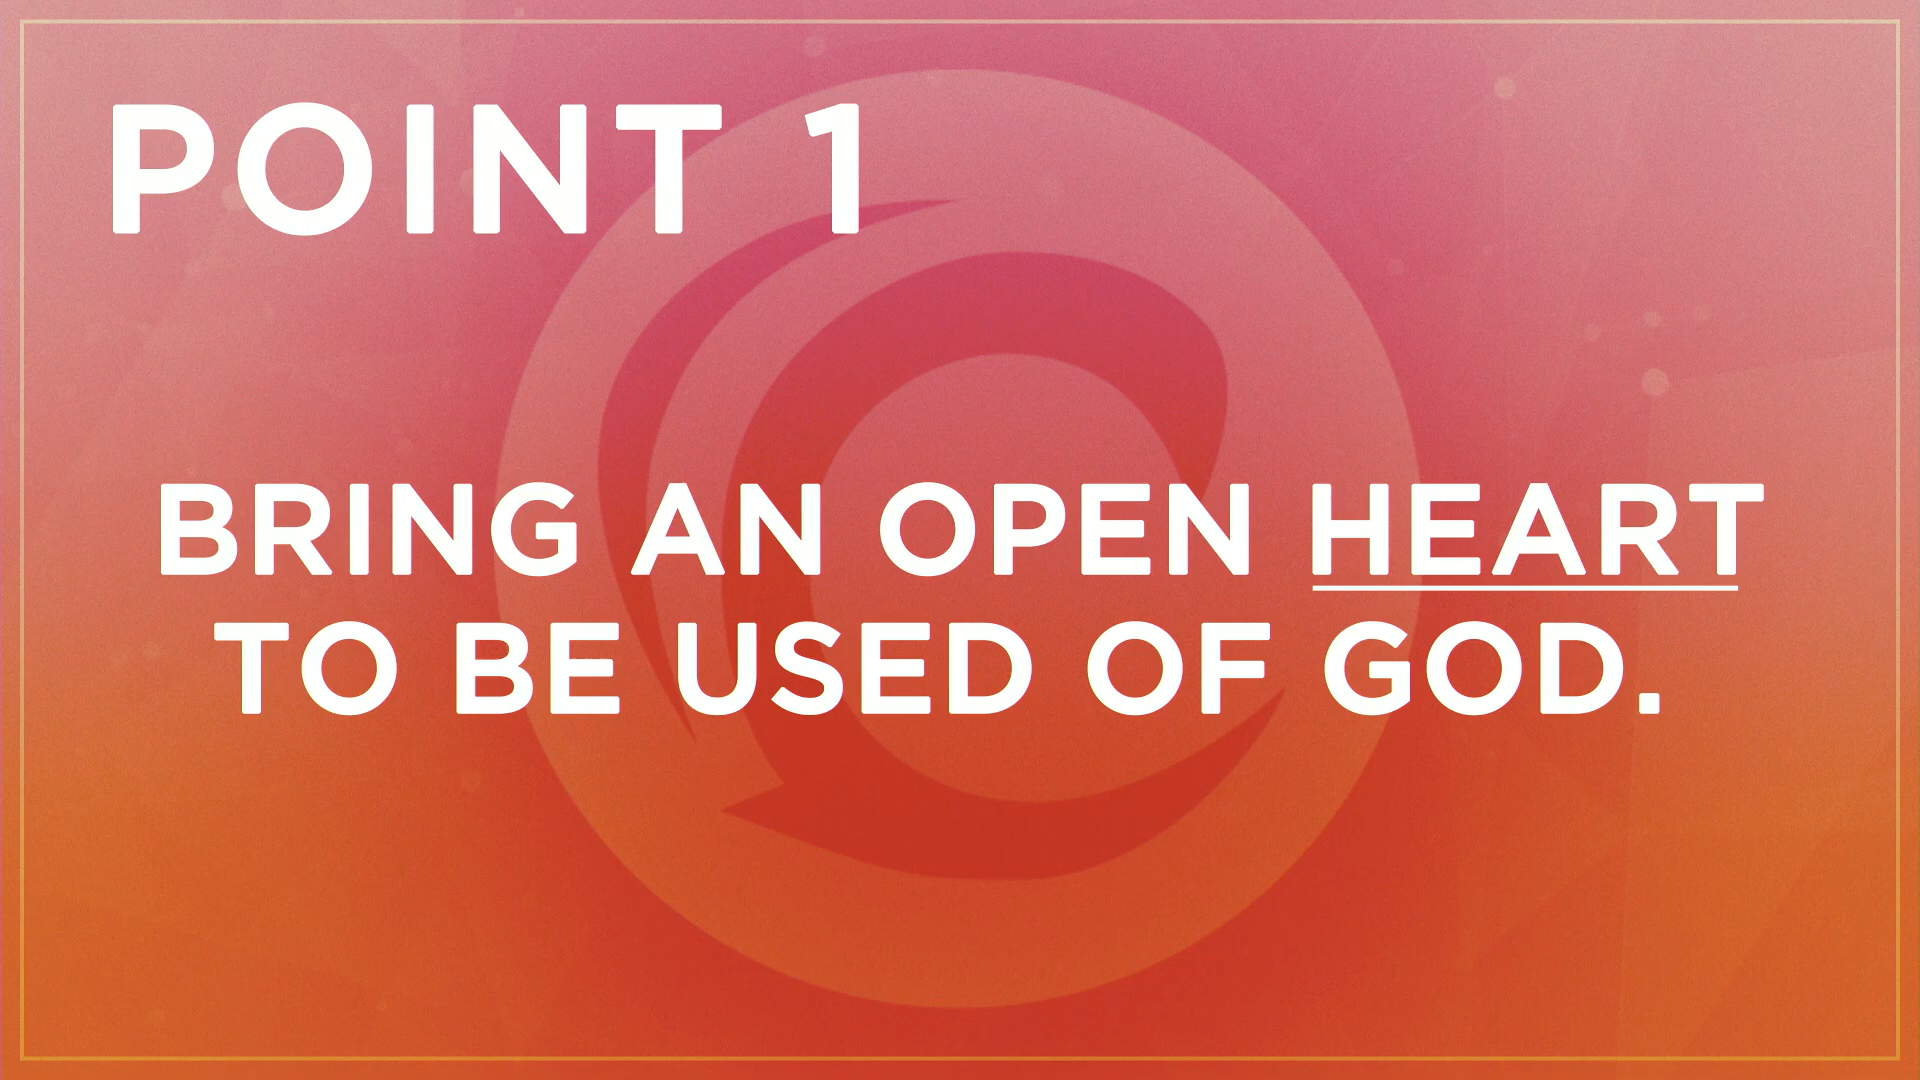 POINT 1
BRING AN OPEN HEART
TO BE USED OF GOD.